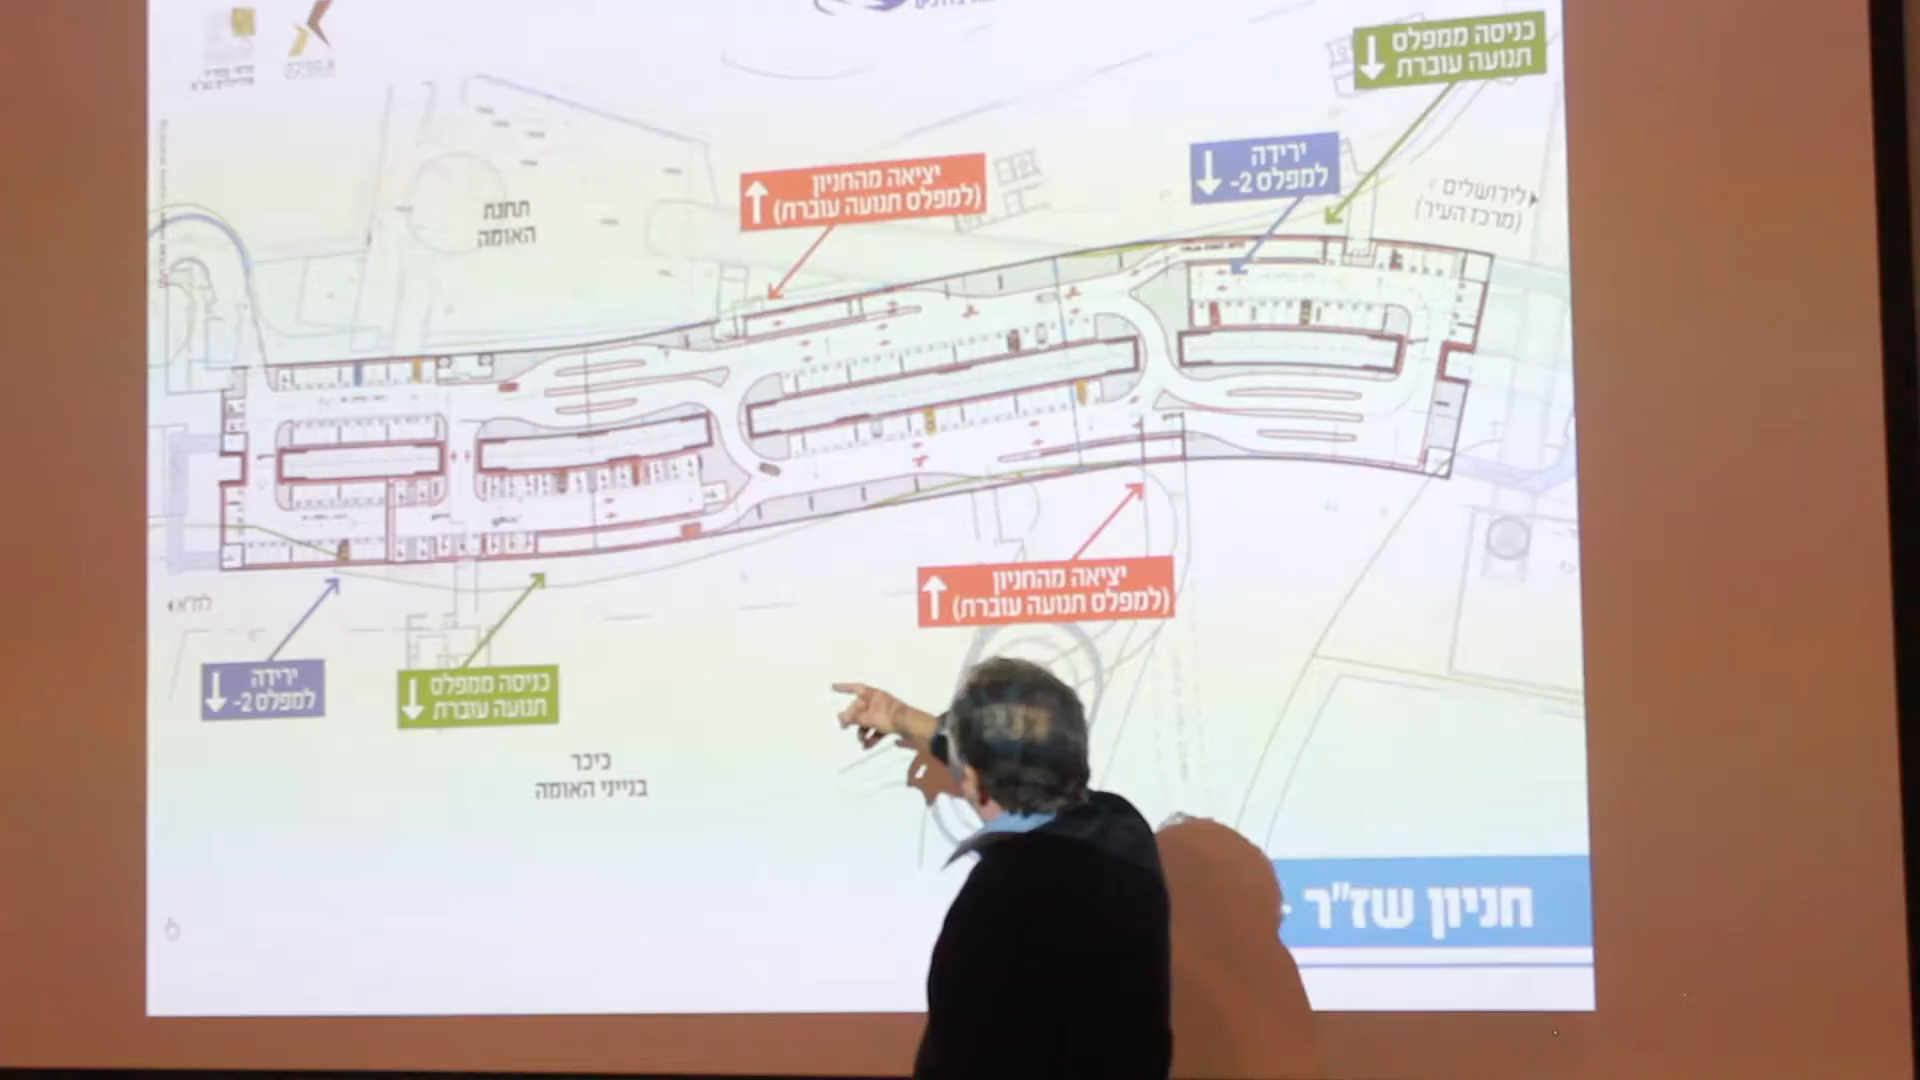 כניסה ממפלס
תנועה עוברת
ירידה
למפלס 2-
יציאה מהחניון
(למפלס תנועה עוברת)
לירושלים
(מרכז העיר)
תחנת
האומה
יציאה מהחניון
(למפלס תנועה עוברת)
לת"א
ירידה
למפלס 2-
כניסה ממפלס
תנועה עוברת
כיכר
בנייני האומה
חניון שז"ר -